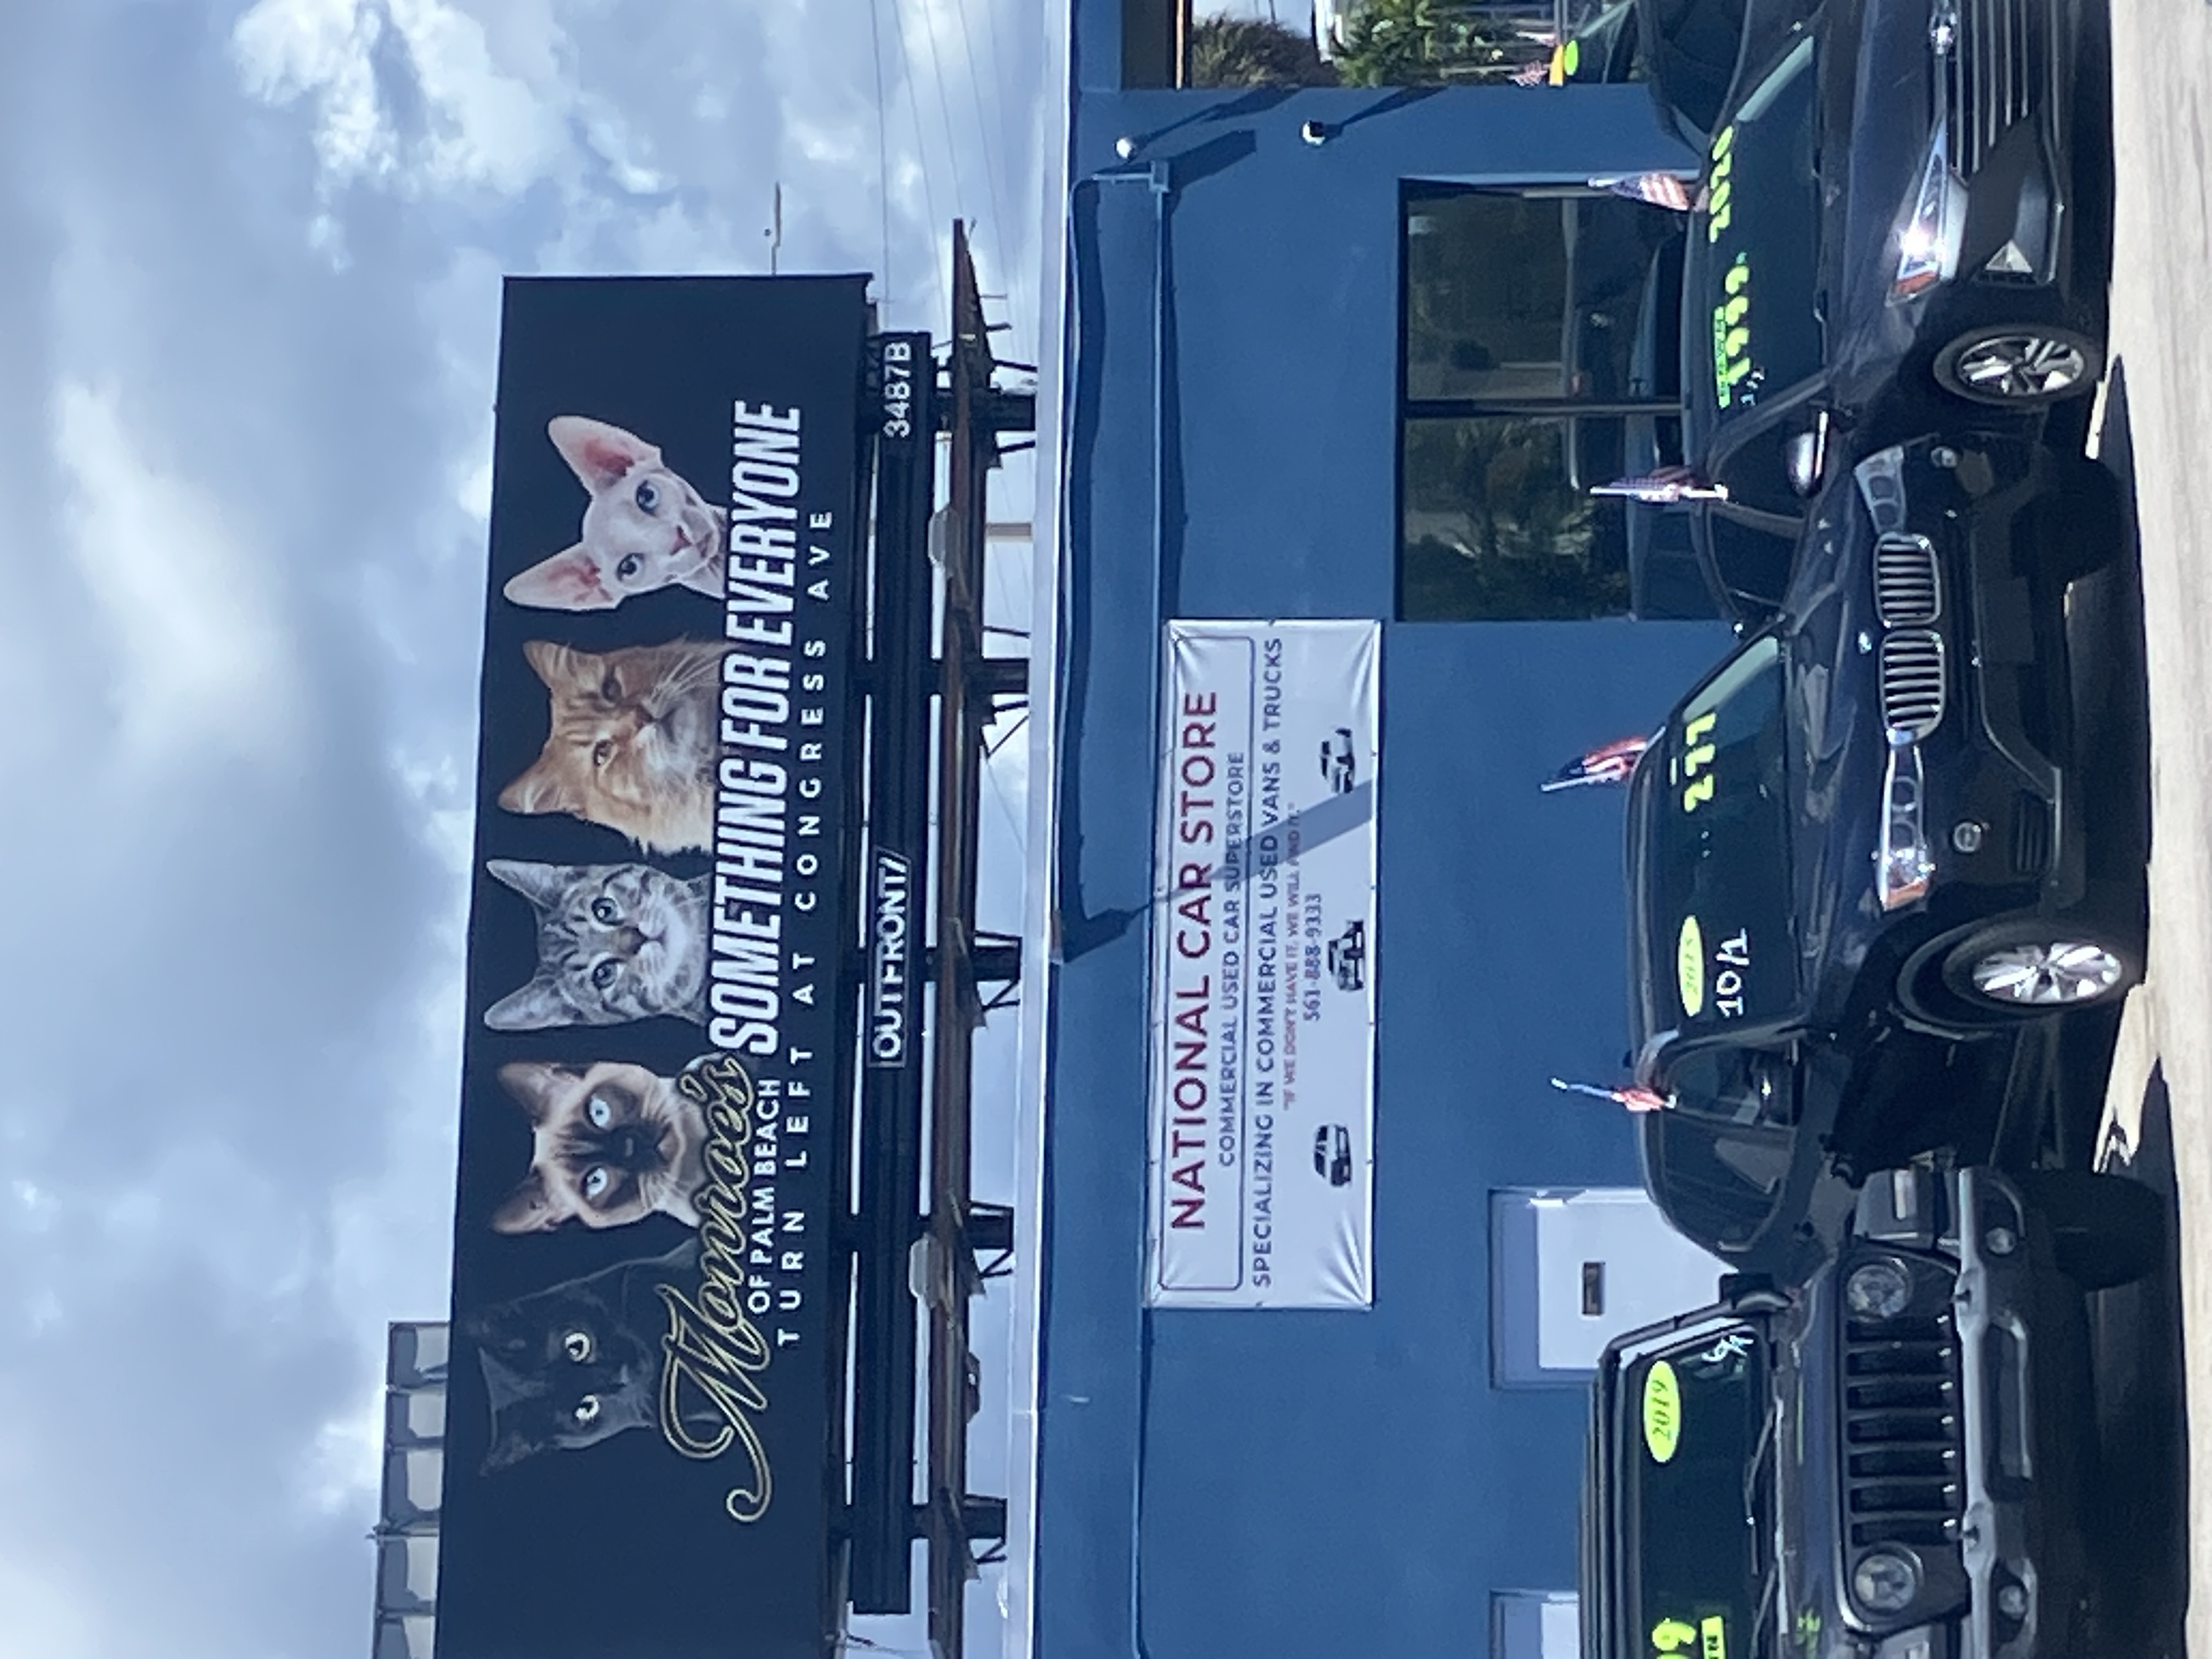 Monroe's SOMETHING FOR EVERYONE
OF PALM BEACH
TURN LEFT AT CONGRESS AVE
OUTFRONT/
3487B
NATIONAL CAR STORE
COMMERCIAL USED CAR SUPERSTORE
SPECIALIZING IN COMMERCIAL USED VANS & TRUCKS
"IF WE DON'T HAVE IT, WE WILL FIND IT."
561-888-9333
2019
2015